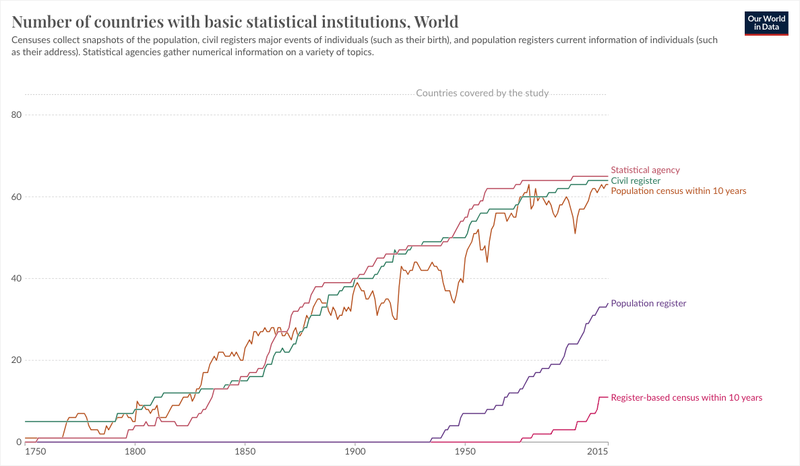 Number of countries with basic statistical institutions, World
Our World
in Data
Censuses collect snapshots of the population, civil registers major events of individuals (such as their birth), and population registers current information of individuals (such
as their address). Statistical agencies gather numerical information on a variety of topics.
Countries covered by the study
80
60
40
20
0
Statistical agency
Civil register
Population census within 10 years
Population register
Register-based census within 10 years
1750
1800
1850
1900
1950
2015